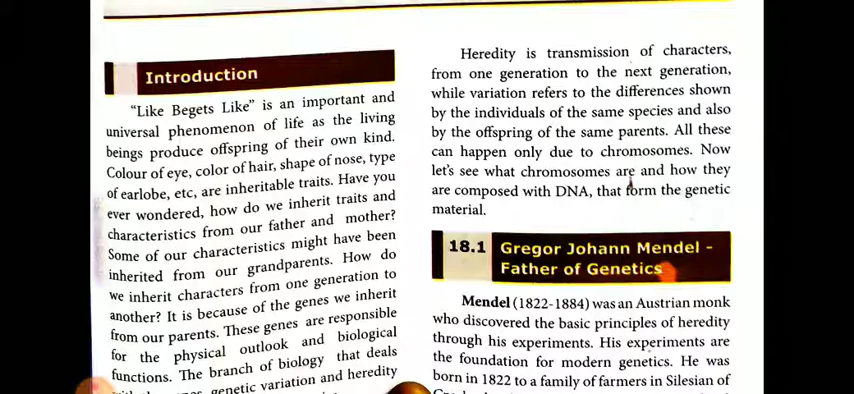 Introduction
“Like Begets Like” is an important and
universal phenomenon of life as the living
beings produce offspring of their own kind.
Colour of eye, color of hair, shape of nose, type
of earlobe, etc, are inheritable traits. Have you
ever wondered, how do we inherit traits and
characteristics from our father and mother?
Some of our characteristics might have been
inherited from our grandparents. How do
we inherit characters from one generation to
another? It is because of the genes we inherit
from our parents. These genes are responsible
for the physical outlook and biological
functions. The branch of biology that deals
genetic variation and heredity
Heredity is transmission of characters,
from one generation to the next generation,
while variation refers to the differences shown
by the individuals of the same species and also
by the offspring of the same parents. All these
can happen only due to chromosomes. Now
let’s see what chromosomes are and how they
are composed with DNA, that form the genetic
material.
18.1 Gregor Johann Mendel -
Father of Genetics
Mendel (1822-1884) was an Austrian monk
who discovered the basic principles of heredity
through his experiments. His experiments are
the foundation for modern genetics. He was
born in 1822 to a family of farmers in Silesian of